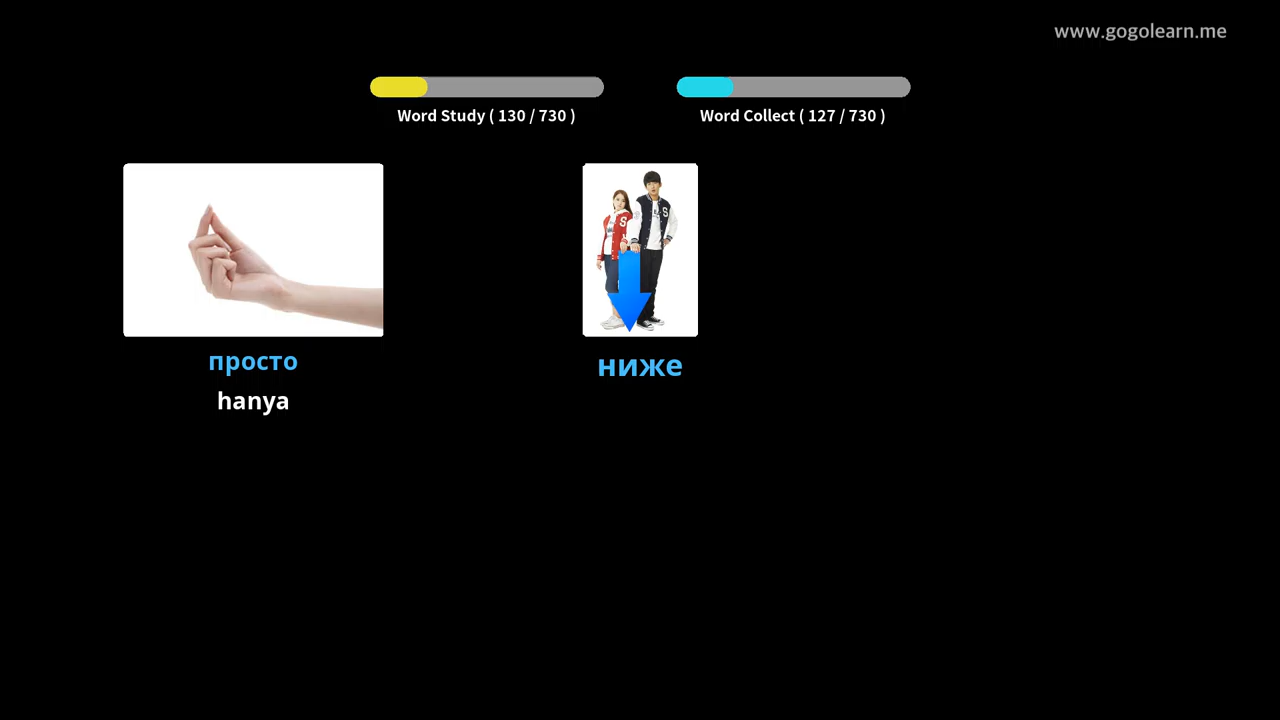 www.gogolearn.me
Word Study ( 130 / 730 )
Word Collect ( 127 / 730 )
просто
hanya
ниже
S
S